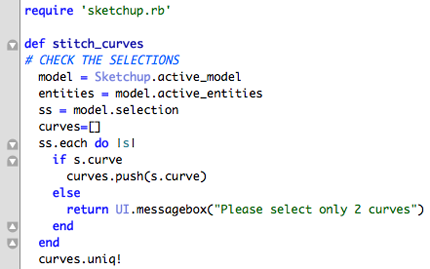 require 'sketchup.rb'
def stitch_curves
# CHECK THE SELECTIONS
model = Sketchup.active_model
entities = model.active_entities
ss = model.selection
curves=[]
ss.each do |s|
if s.curve
curves.push(s.curve)
else
return UI.messagebox("Please select only 2 curves")
end
end
curves.uniq!